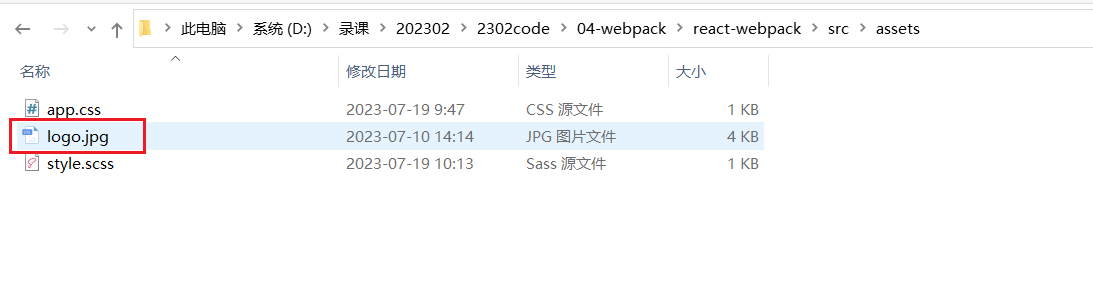 此电脑 > 系统 (D:) > 录课 > 202302 > 2302code > 04-webpack > react-webpack > src > assets
名称 修改日期 类型 大小
app.css 2023-07-19 9:47 CSS 源文件 1 KB
logo.jpg 2023-07-10 14:14 JPG 图片文件 4 KB
style.scss 2023-07-19 10:13 Sass 源文件 1 KB